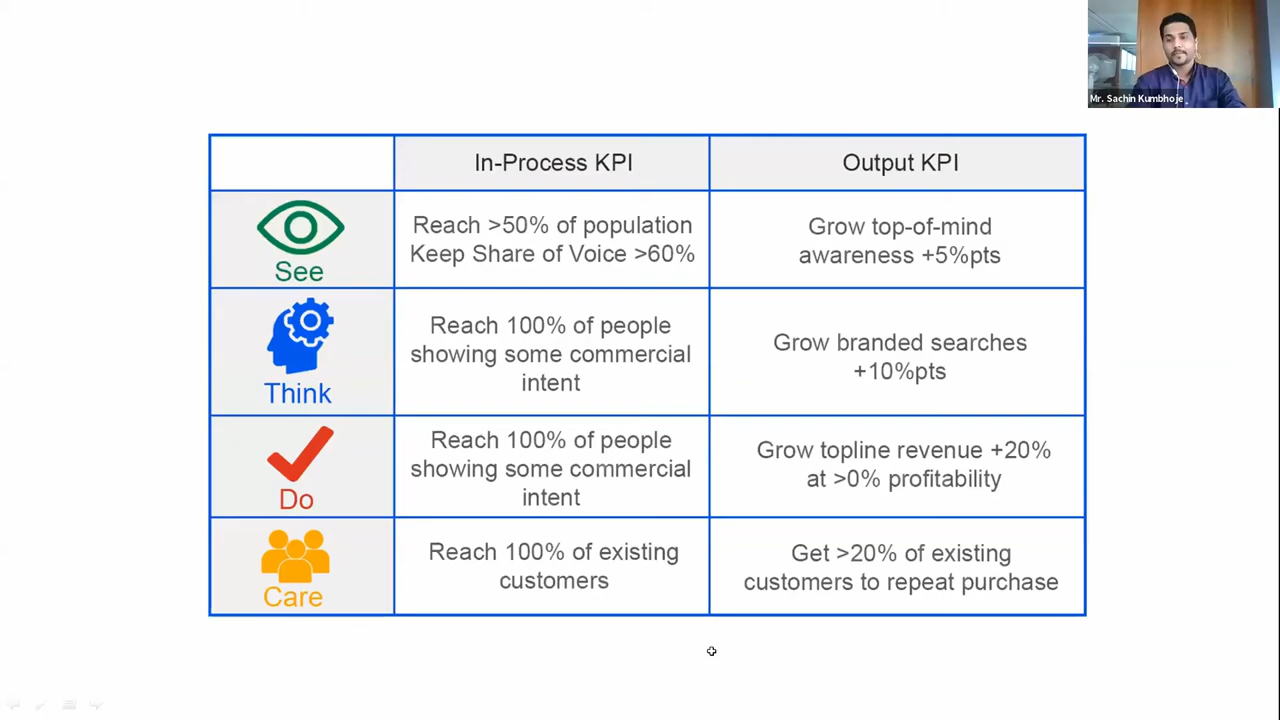 Mr. Sachin Kumbhoje
In-Process KPI
Output KPI
See
Reach >50% of population
Keep Share of Voice >60%
Grow top-of-mind
awareness +5%pts
Think
Reach 100% of people
showing some commercial
intent
Grow branded searches
+10%pts
Do
Reach 100% of people
showing some commercial
intent
Grow topline revenue +20%
at >0% profitability
Care
Reach 100% of existing
customers
Get >20% of existing
customers to repeat purchase